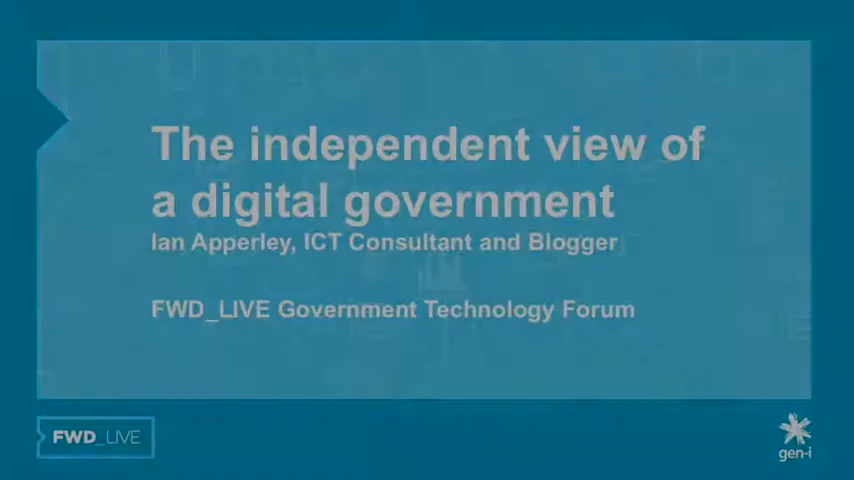 The independent view of
a digital government
Ian Apperley, ICT Consultant and Blogger
FWD_LIVE Government Technology Forum
FWD_LIVE
gen-i